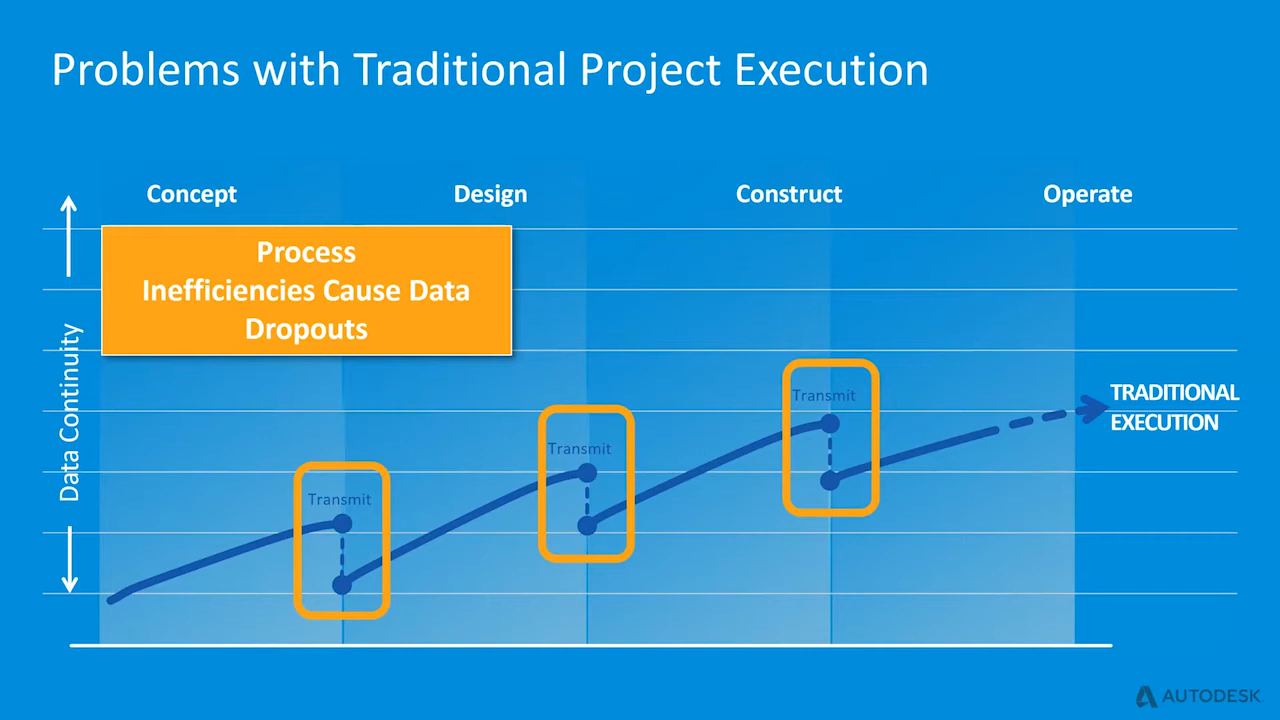 Problems with Traditional Project Execution
Concept
Design
Construct
Operate
Process
Inefficiencies Cause Data
Dropouts
Data Continuity
Transmit
Transmit
Transmit
TRADITIONAL
EXECUTION
AUTODESK